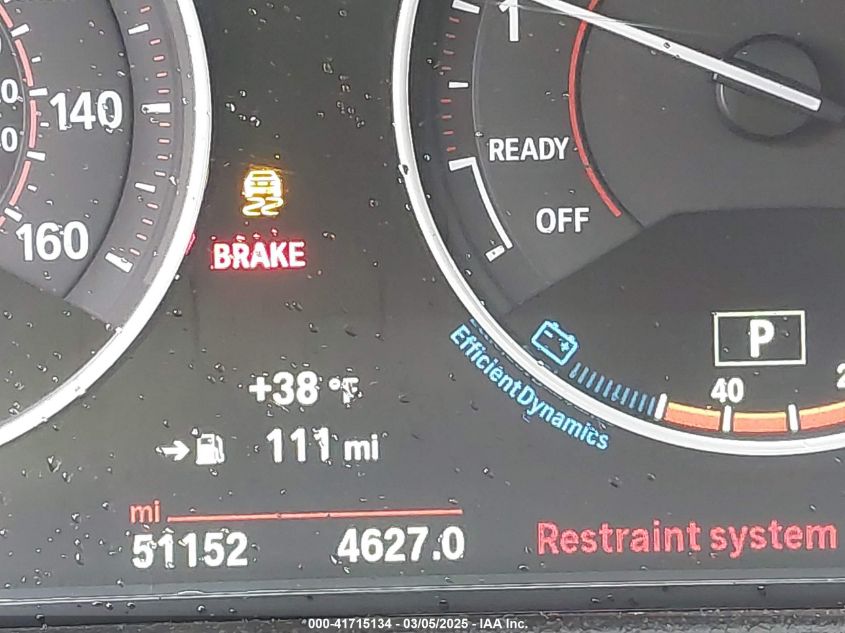 1
140
READY
OFF
160
BRAKE
P
EfficientDynamics
40
+38 °F
111 mi
mi
51152
4627.0
Restraint system
000-41715134 - 03/05/2025 - IAA Inc.